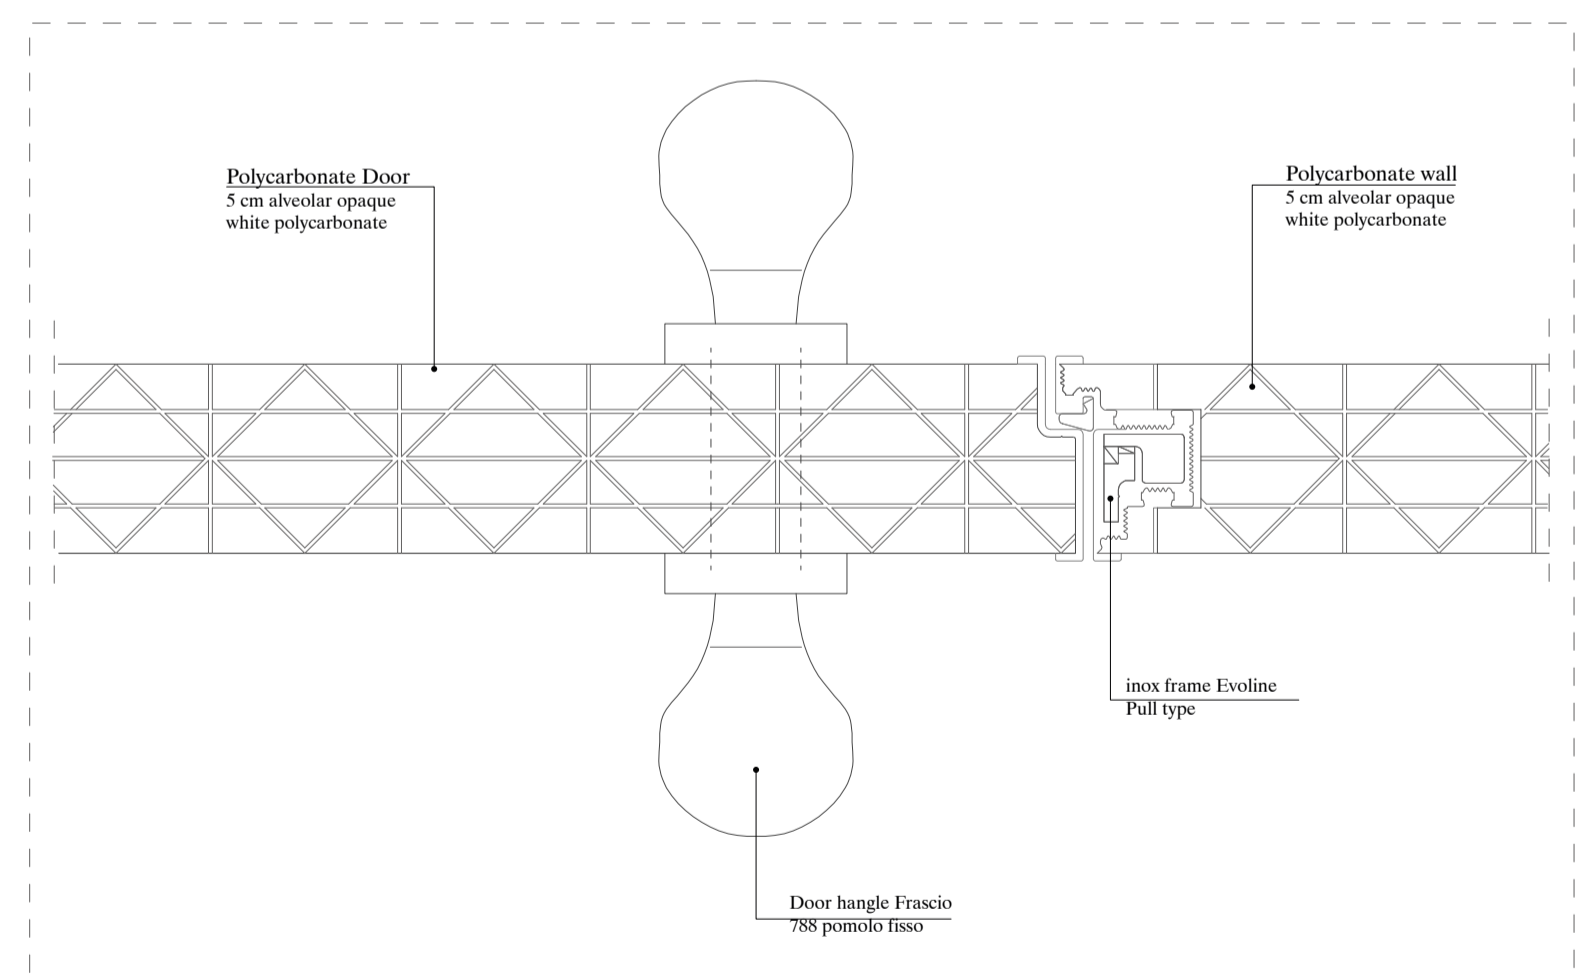 Polycarbonate Door
5 cm alveolar opaque
white polycarbonate
Polycarbonate wall
5 cm alveolar opaque
white polycarbonate
inox frame Evoline
Pull type
Door hangle Frascio
788 pomolo fisso